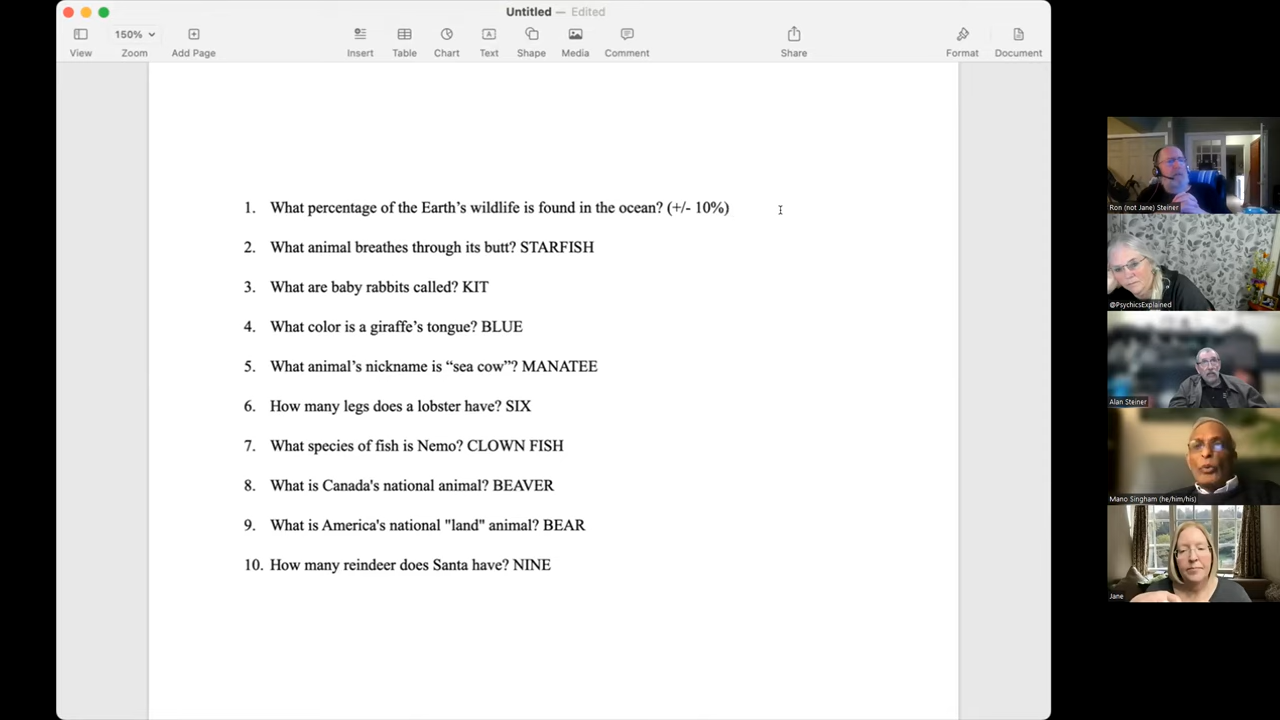 Untitled — Edited
150%
View
Zoom
Add Page
Insert
Table
Chart
Text
Shape
Media
Comment
Share
Format
Document
1. What percentage of the Earth’s wildlife is found in the ocean? (+/- 10%)
2. What animal breathes through its butt? STARFISH
3. What are baby rabbits called? KIT
4. What color is a giraffe’s tongue? BLUE
5. What animal’s nickname is “sea cow”? MANATEE
6. How many legs does a lobster have? SIX
7. What species of fish is Nemo? CLOWN FISH
8. What is Canada's national animal? BEAVER
9. What is America's national "land" animal? BEAR
10. How many reindeer does Santa have? NINE
Ron (not Jane) Steiner
@PsychicsExplained
Alan Steiner
Mano Singham (he/him/his)
Jane